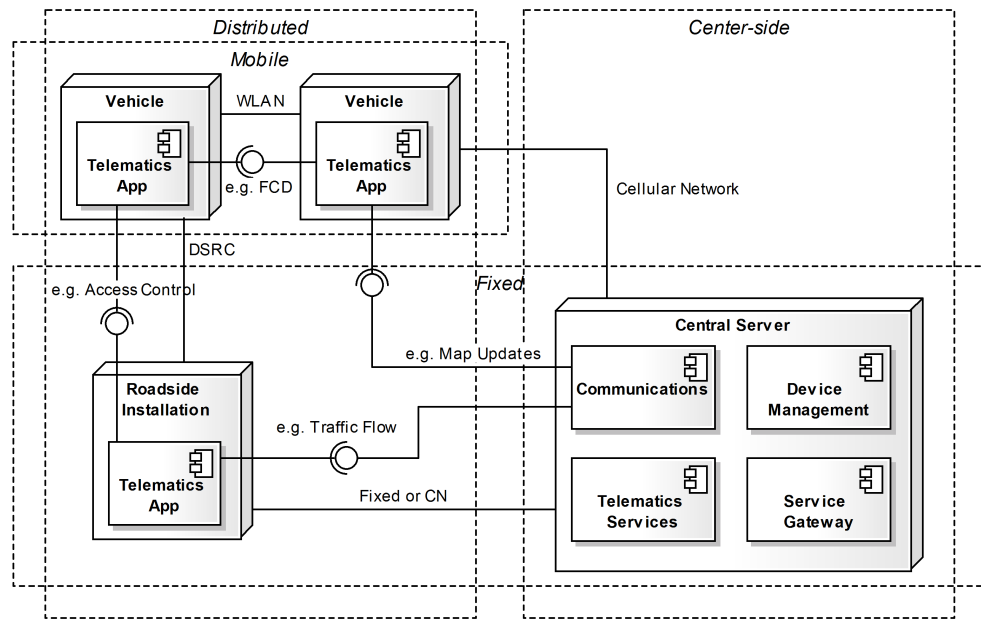 Distributed
Center-side
Mobile
Vehicle
WLAN
Vehicle
Telematics
App
e.g. FCD
Telematics
App
Cellular Network
DSRC
Fixed
e.g. Access Control
Central Server
e.g. Map Updates
Roadside
Installation
Communications
Device
Management
e.g. Traffic Flow
Telematics
App
Fixed or CN
Telematics
Services
Service
Gateway